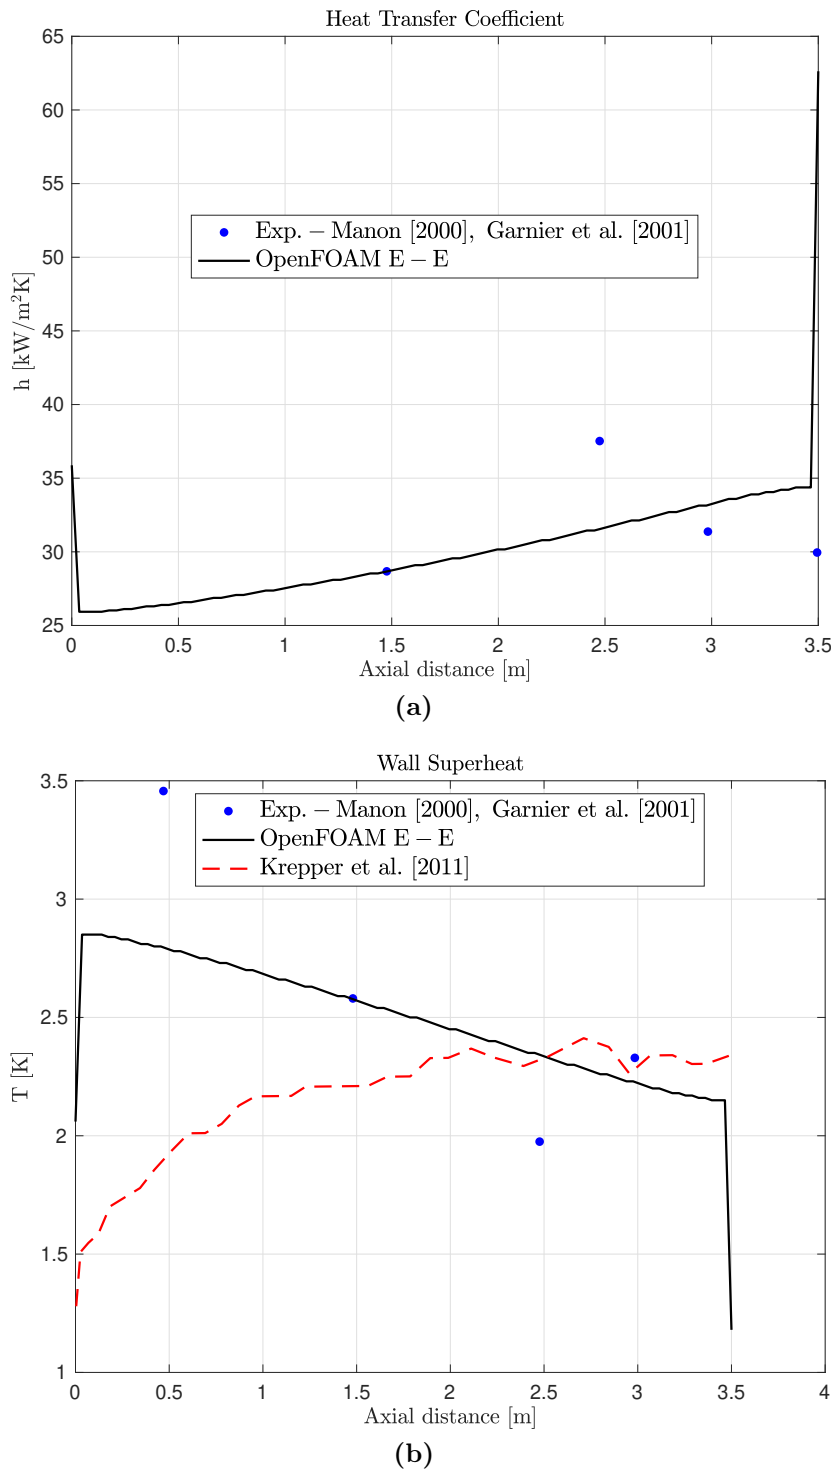 Heat Transfer Coefficient
65
60
55
50
45
40
35
30
25
h [kW/m²K]
Exp. − Manon [2000], Garnier et al. [2001]
OpenFOAM E − E
0 0.5 1 1.5 2 2.5 3 3.5
Axial distance [m]
(a)
Wall Superheat
3.5
3
2.5
2
1.5
1
T [K]
Exp. − Manon [2000], Garnier et al. [2001]
OpenFOAM E − E
Krepper et al. [2011]
0 0.5 1 1.5 2 2.5 3 3.5 4
Axial distance [m]
(b)